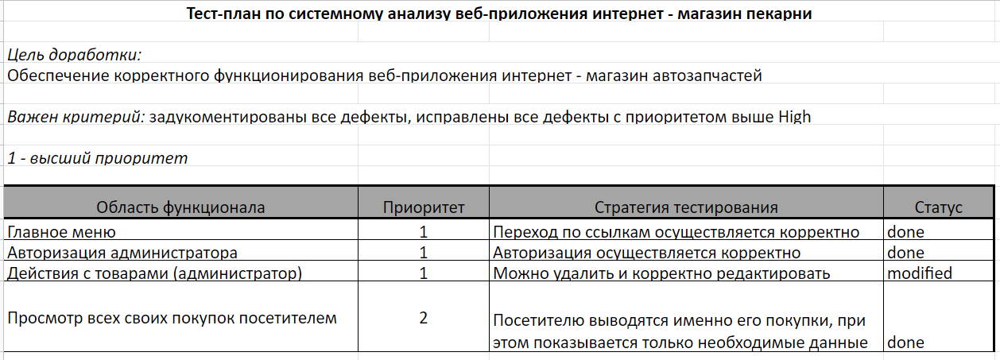 Тест-план по системному анализу веб-приложения интернет - магазин пекарни
Цель доработки:
Обеспечение корректного функционирования веб-приложения интернет - магазин автозапчастей
Важен критерий: задукоментированы все дефекты, исправлены все дефекты с приоритетом выше High
1 - высший приоритет
Область функционала Приоритет Стратегия тестирования Статус
Главное меню 1 Переход по ссылкам осуществляется корректно done
Авторизация администратора 1 Авторизация осуществляется корректно done
Действия с товарами (администратор) 1 Можно удалить и корректно редактировать modified
Просмотр всех своих покупок посетителем 2 Посетителю выводятся именно его покупки, при
этом показывается только необходимые данные done